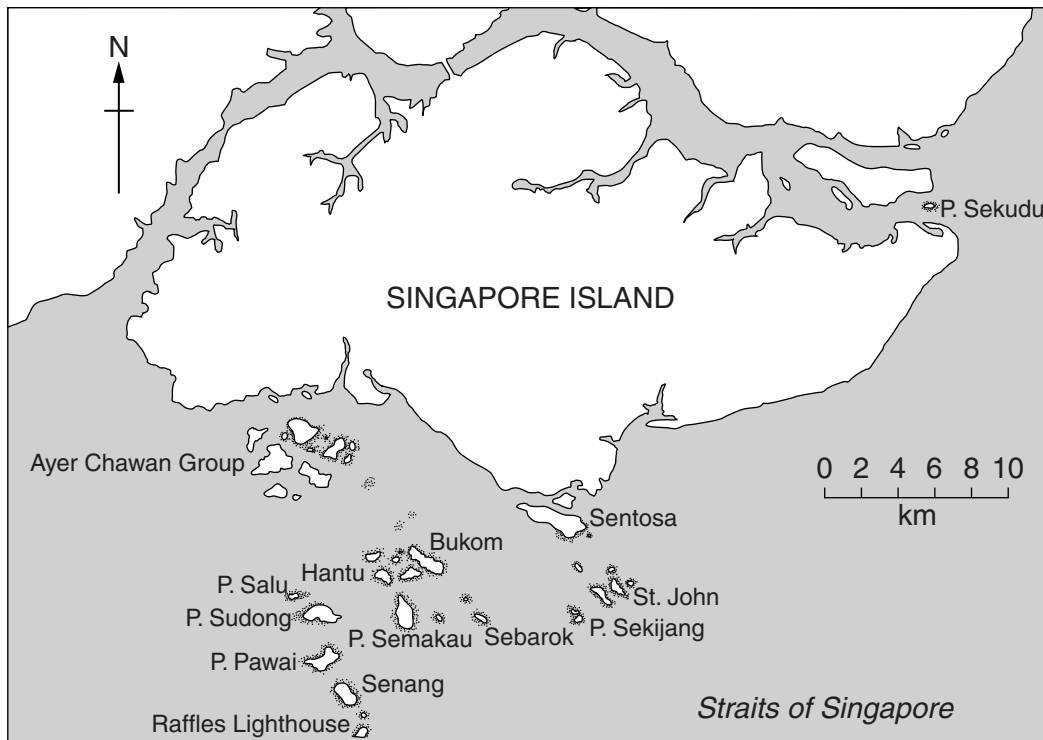 N
P. Sekudu
SINGAPORE ISLAND
Ayer Chawan Group
0 2 4 6 8 10
km
Sentosa
Bukom
Hantu
P. Salu
St. John
P. Sudong
P. Sekijang
P. Semakau
Sebarok
P. Pawai
Senang
Straits of Singapore
Raffles Lighthouse